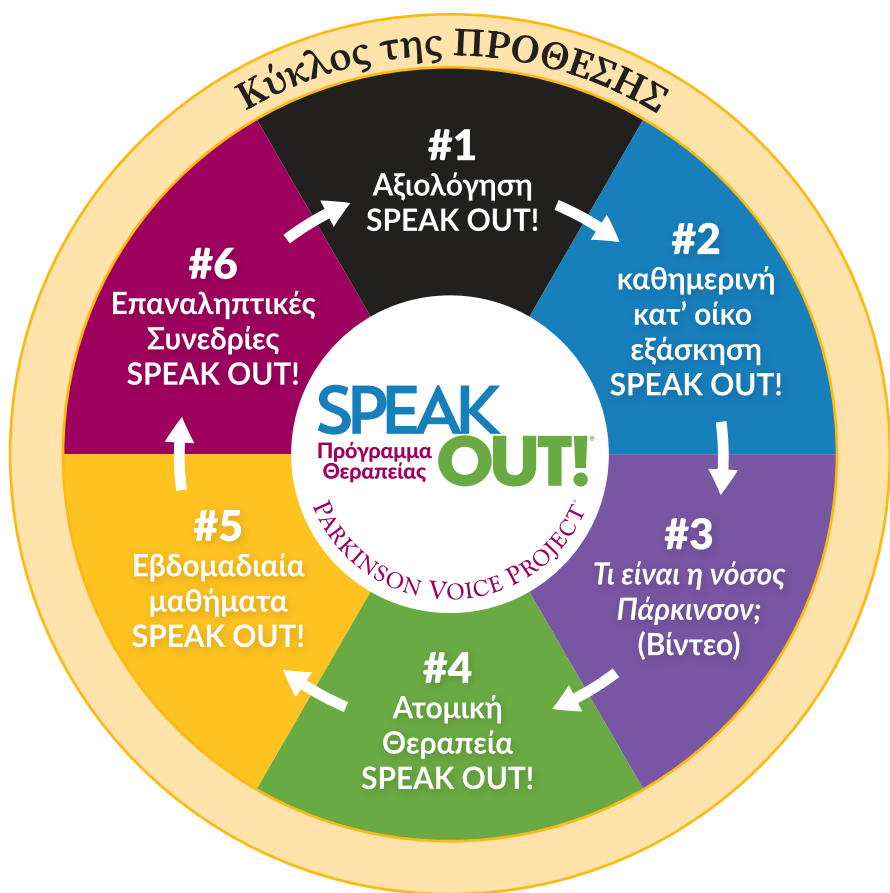 Κύκλος της ΠΡΟΘΕΣΗΣ
#1
Αξιολόγηση
SPEAK OUT!
#2
καθημερινή
κατ’ οίκο
εξάσκηση
SPEAK OUT!
#3
Τι είναι η νόσος
Πάρκινσον;
(Βίντεο)
#4
Ατομική
Θεραπεία
SPEAK OUT!
#5
Εβδομαδιαία
μαθήματα
SPEAK OUT!
#6
Επαναληπτικές
Συνεδρίες
SPEAK OUT!
SPEAK
OUT!®
Πρόγραμμα
Θεραπείας
PARKINSON VOICE PROJECT®